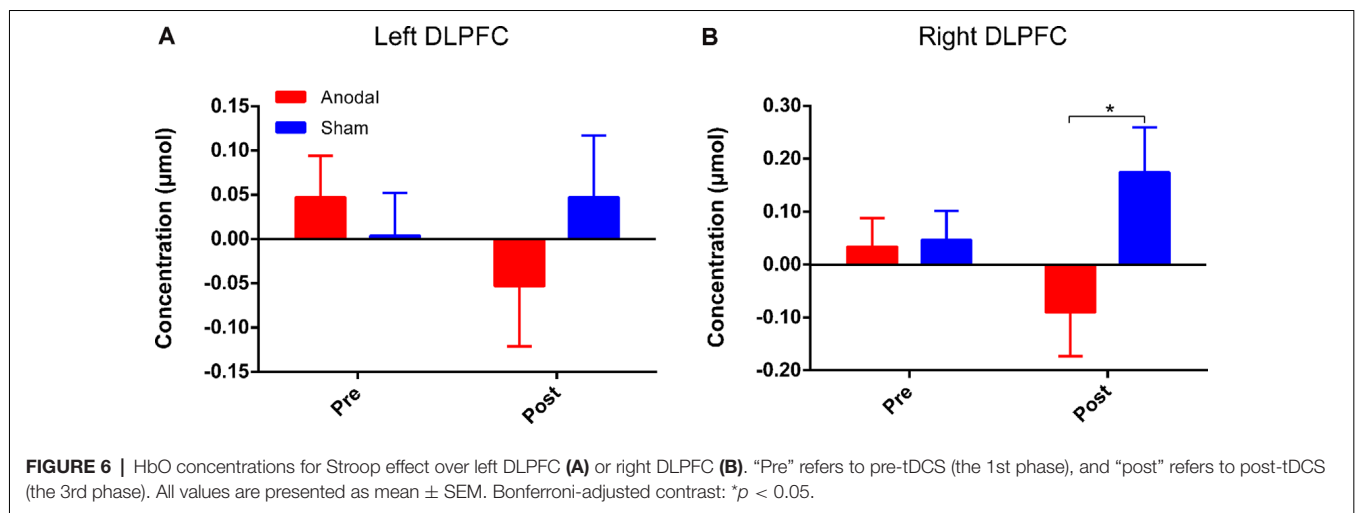 A Left DLPFC
Anodal
Sham
Concentration (μmol)
0.15
0.10
0.05
0.00
-0.05
-0.10
-0.15
Pre
Post
B Right DLPFC
*
Concentration (μmol)
0.30
0.20
0.10
0.00
-0.10
-0.20
Pre
Post
FIGURE 6 | HbO concentrations for Stroop effect over left DLPFC (A) or right DLPFC (B). “Pre” refers to pre-tDCS (the 1st phase), and “post” refers to post-tDCS
(the 3rd phase). All values are presented as mean ± SEM. Bonferroni-adjusted contrast: *p < 0.05.